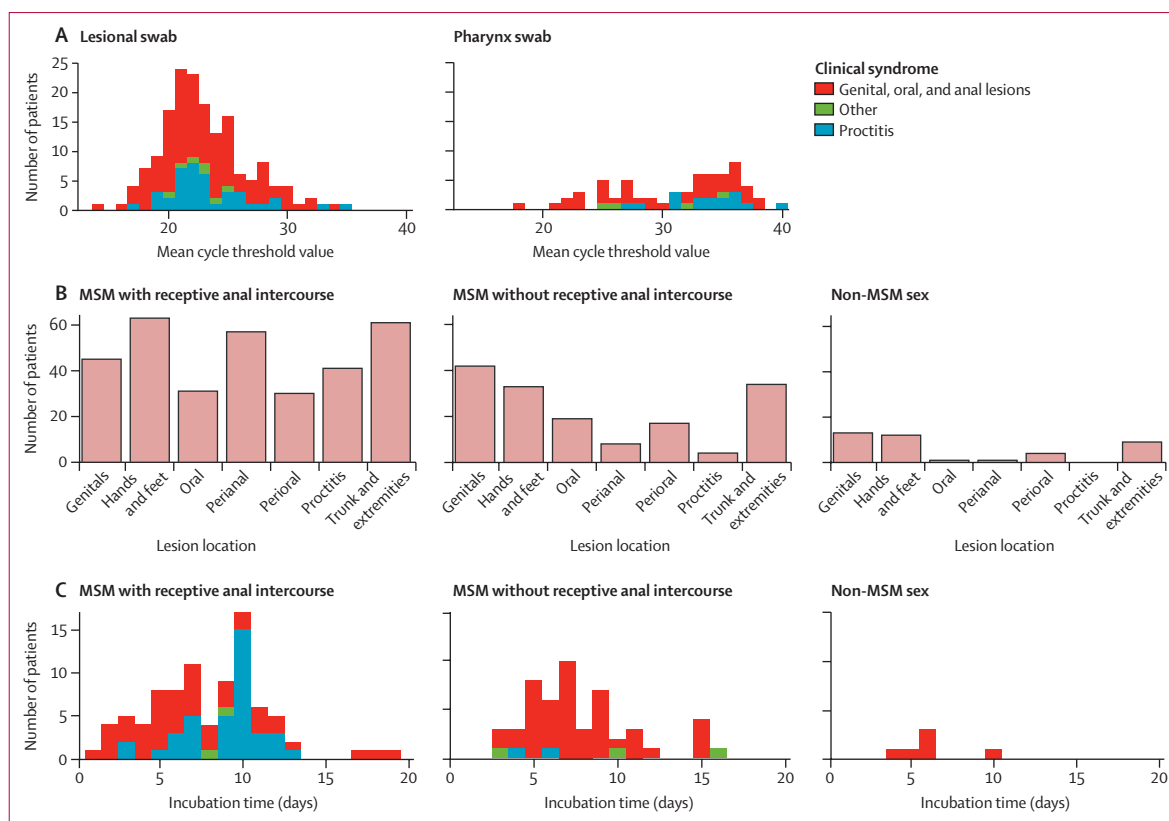 A Lesional swab
Pharynx swab
Clinical syndrome
Genital, oral, and anal lesions
Other
Proctitis
Number of patients
25
20
15
10
5
0
20
30
40
Mean cycle threshold value
20
30
40
Mean cycle threshold value
B MSM with receptive anal intercourse
MSM without receptive anal intercourse
Non-MSM sex
Number of patients
60
40
20
0
Genitals
Hands
and feet
Oral
Perianal
Perioral
Proctitis
Trunk and
extremities
Lesion location
Genitals
Hands
and feet
Oral
Perianal
Perioral
Proctitis
Trunk and
extremities
Lesion location
Genitals
Hands
and feet
Oral
Perianal
Perioral
Proctitis
Trunk and
extremities
Lesion location
C MSM with receptive anal intercourse
MSM without receptive anal intercourse
Non-MSM sex
Number of patients
15
10
5
0
0
5
10
15
20
Incubation time (days)
0
5
10
15
20
Incubation time (days)
0
5
10
15
20
Incubation time (days)